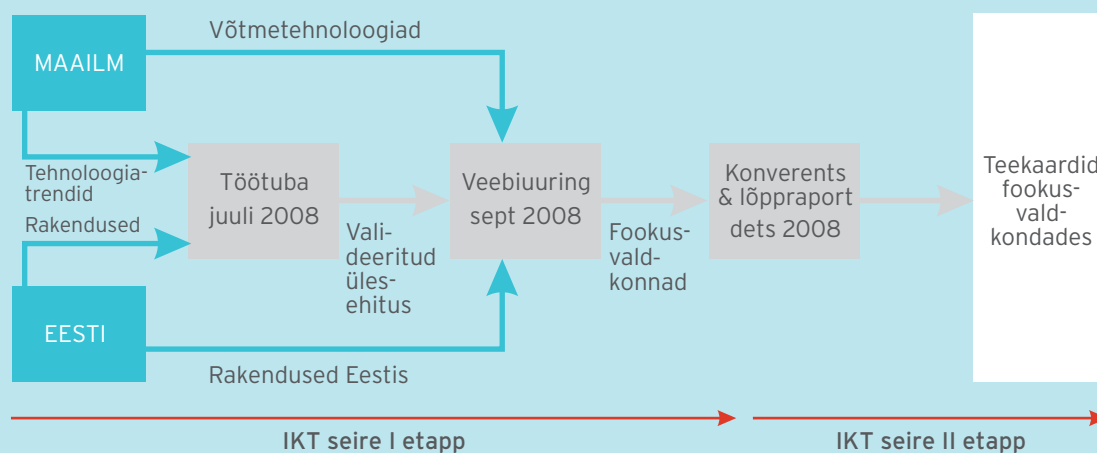 Võtmetehnoloogiad
MAAILM
Tehnoloogia-
trendid
Rakendused
Töötuba
juuli 2008
Vali-
deeritud
üles-
ehitus
Veebiuuring
sept 2008
Fookus-
vald-
konnad
Konverents
& lõppraport
dets 2008
Teekaardid
fookus-
vald-
kondades
EESTI
Rakendused Eestis
IKT seire I etapp
IKT seire II etapp